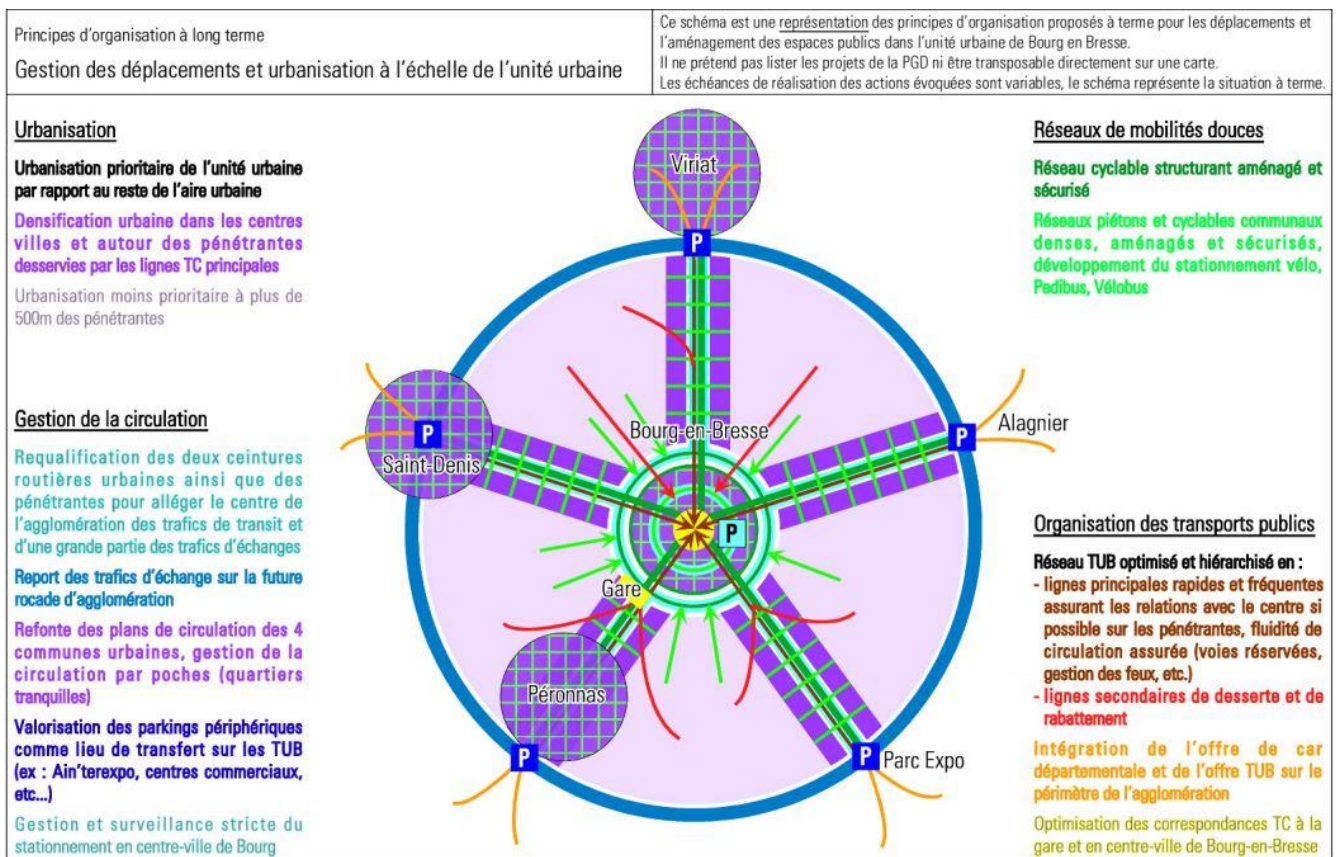 Principes d'organisation à long terme
Gestion des déplacements et urbanisation à l'échelle de l'unité urbaine
Ce schéma est une représentation des principes d'organisation proposés à terme pour les déplacements et
l'aménagement des espaces publics dans l'unité urbaine de Bourg en Bresse.
Il ne prétend pas lister les projets de la PGD ni être transposable directement sur une carte.
Les échéances de réalisation des actions évoquées sont variables, le schéma représente la situation à terme.
Urbanisation
Urbanisation prioritaire de l'unité urbaine
par rapport au reste de l'aire urbaine
Densification urbaine dans les centres
villes et autour des pénétrantes
desservies par les lignes TC principales
Urbanisation moins prioritaire à plus de
500m des pénétrantes
Gestion de la circulation
Requalification des deux ceintures
routières urbaines ainsi que des
pénétrantes pour alléger le centre de
l'agglomération des trafics de transit et
d'une grande partie des trafics d'échanges
Report des trafics d'échange sur la future
rocade d'agglomération
Refonte des plans de circulation des 4
communes urbaines, gestion de la
circulation par poches (quartiers
tranquilles)
Valorisation des parkings périphériques
comme lieu de transfert sur les TUB
(ex : Ain'terexpo, centres commerciaux,
etc...)
Gestion et surveillance stricte du
stationnement en centre-ville de Bourg
Viriat
P
P
Saint-Denis
Bourg-en-Bresse
P
Alagnier
P
Gare
Péronnas
P
P
Parc Expo
Réseaux de mobilités douces
Réseau cyclable structurant aménagé et
sécurisé
Réseaux piétons et cyclables communaux
denses, aménagés et sécurisés,
développement du stationnement vélo,
Pedibus, Vélobus
Organisation des transports publics
Réseau TUB optimisé et hiérarchisé en :
- lignes principales rapides et fréquentes
assurant les relations avec le centre si
possible sur les pénétrantes, fluidité de
circulation assurée (voies réservées,
gestion des feux, etc.)
- lignes secondaires de desserte et de
rabattement
Intégration de l'offre de car
départementale et de l'offre TUB sur le
périmètre de l'agglomération
Optimisation des correspondances TC à la
gare et en centre-ville de Bourg-en-Bresse